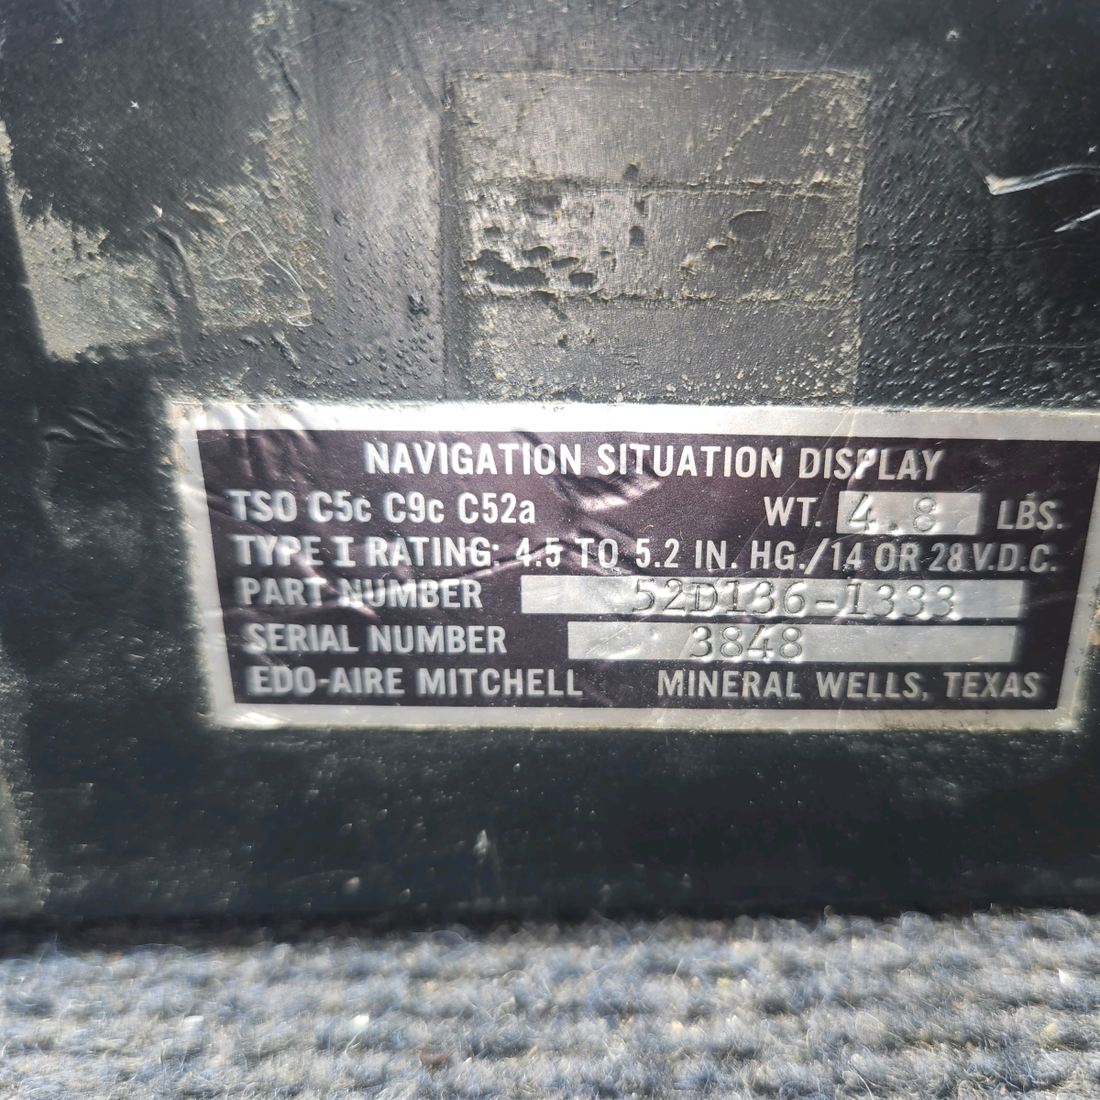 NAVIGATION SITUATION DISPLAY
TSO C5c C9c C52a WT. 4.8 LBS.
TYPE I RATING: 4.5 TO 5.2 IN. HG./14 OR 28 V.D.C.
PART NUMBER 52D136-1333
SERIAL NUMBER 3848
EDO-AIRE MITCHELL MINERAL WELLS, TEXAS